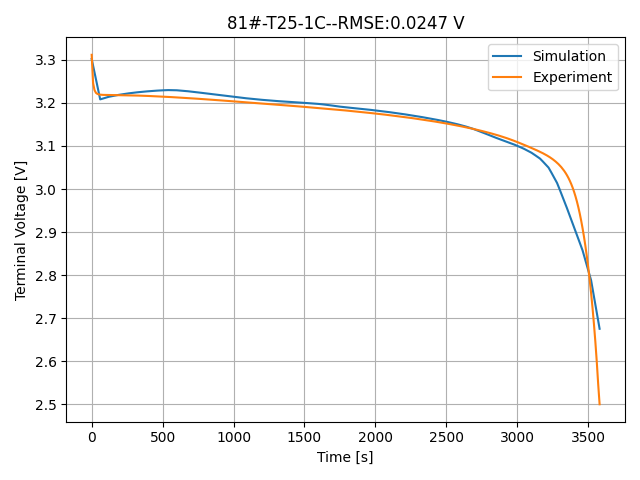 81#-T25-1C--RMSE:0.0247 V
Simulation
Experiment
Terminal Voltage [V]
3.3
3.2
3.1
3.0
2.9
2.8
2.7
2.6
2.5
0 500 1000 1500 2000 2500 3000 3500
Time [s]